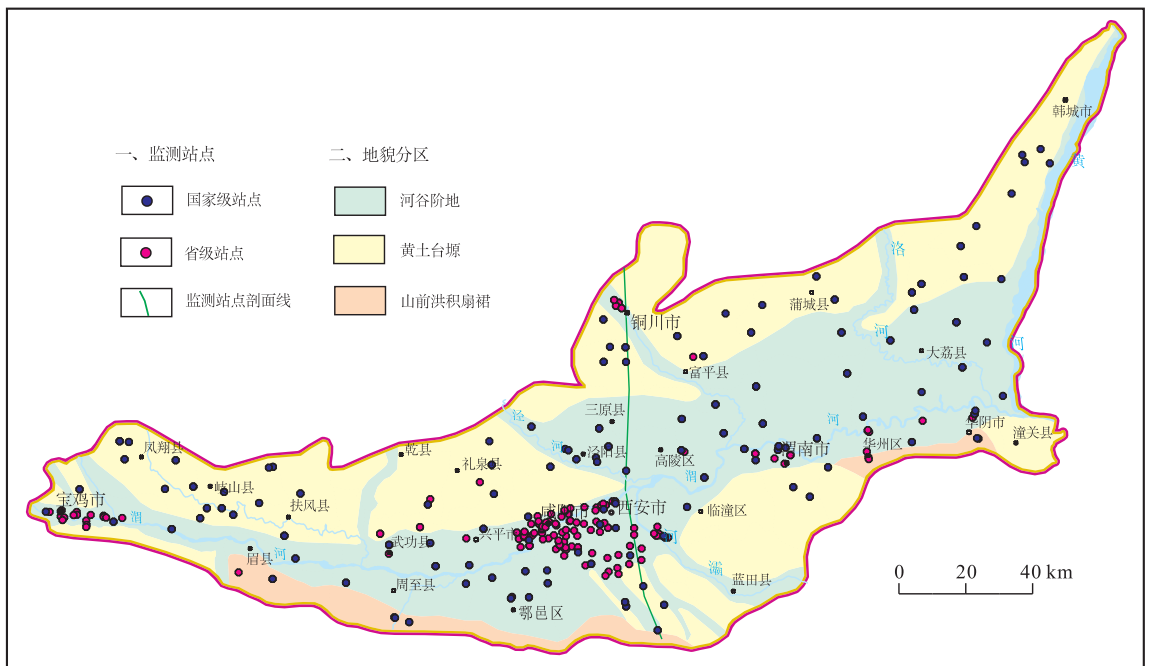 一、监测站点
二、地貌分区
国家级站点
河谷阶地
省级站点
黄土台塬
监测站点剖面线
山前洪积扇裙
韩城市
黄
洛
蒲城县
铜川市
河
大荔县
河
富平县
三原县
泾
河
华阴市
潼关县
凤翔县
乾县
礼泉县
河
泾阳县
高陵区
渭南市
华州区
岐山县
渭
宝鸡市
扶风县
西安市
临潼区
渭
武功县
兴平市
河
眉县
河
周至县
灞
蓝田县
鄠邑区
0 20 40 km